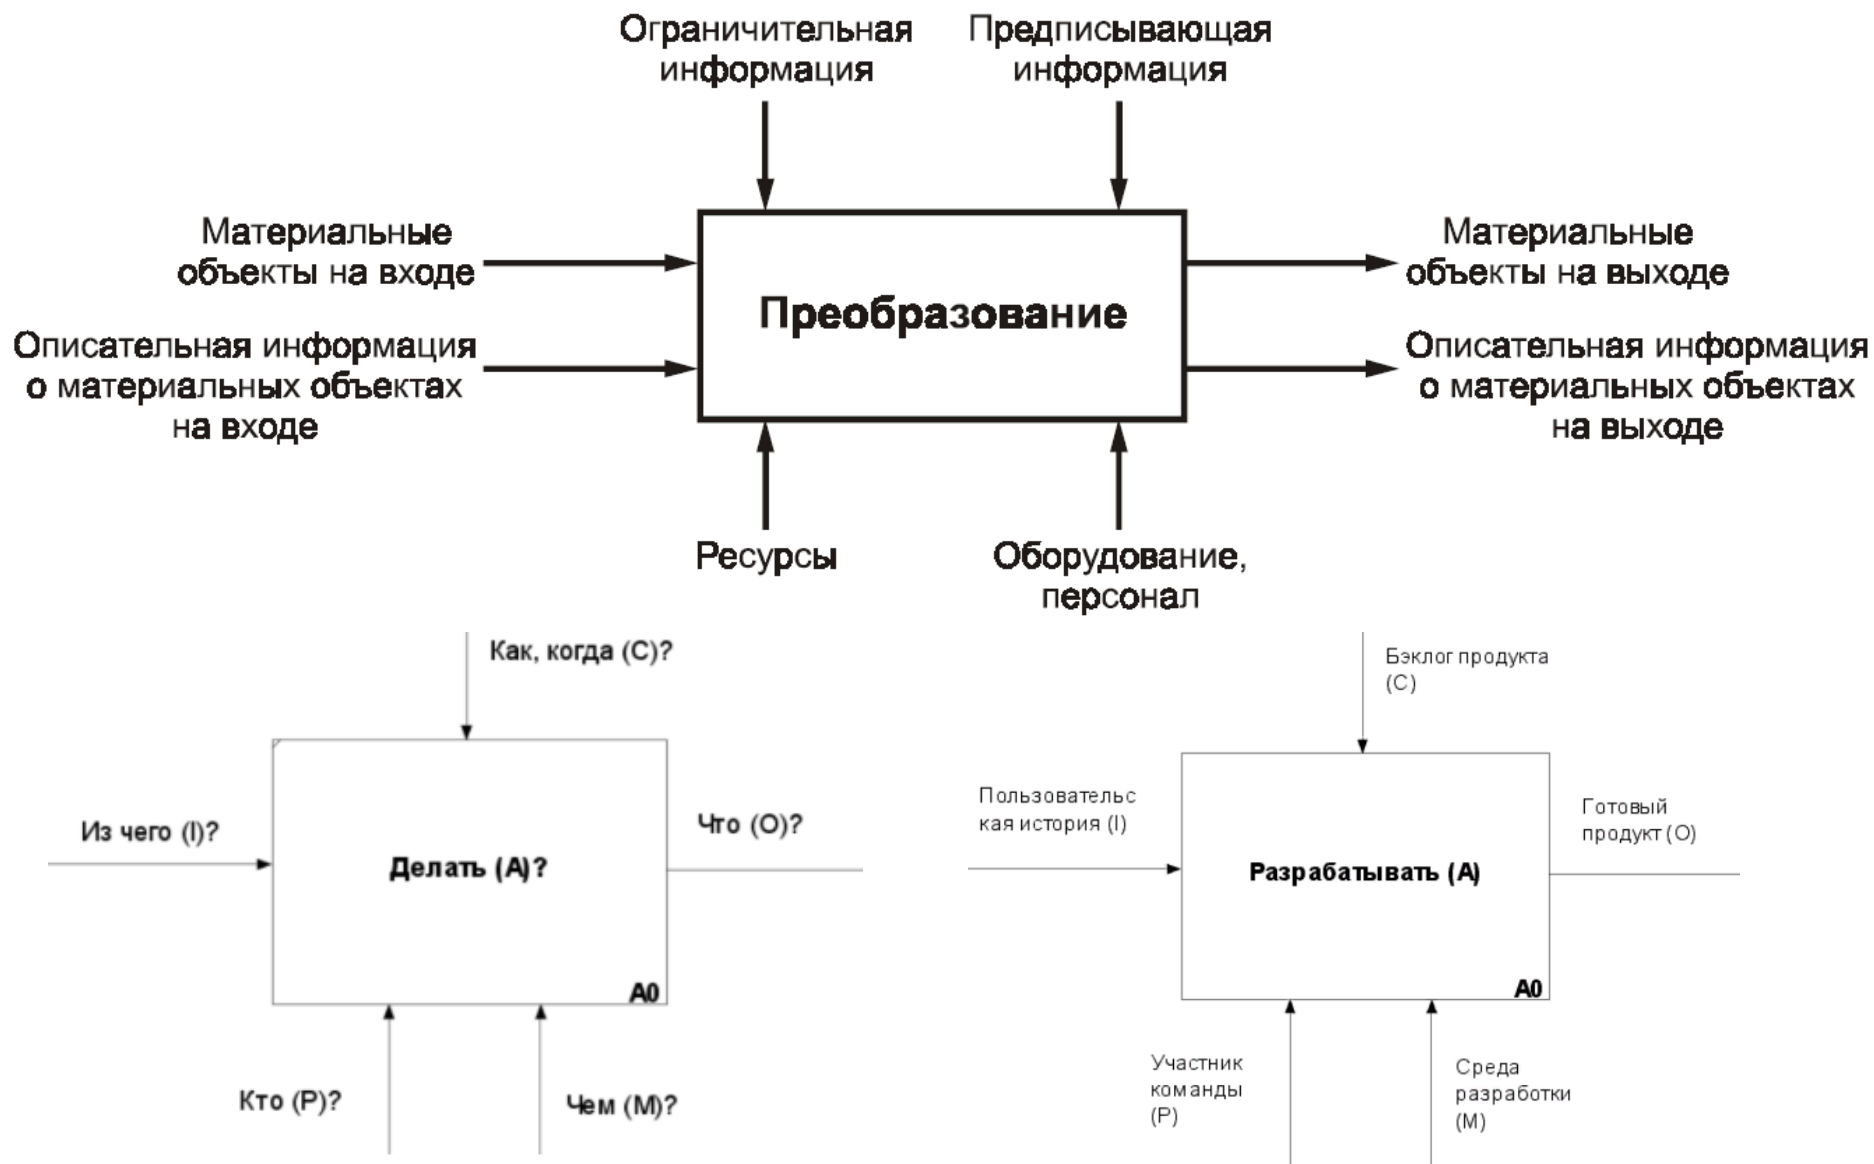 Ограничительная
информация
Предписывающая
информация
Материальные
объекты на входе
Преобразование
Материальные
объекты на выходе
Описательная информация
о материальных объектах
на входе
Описательная информация
о материальных объектах
на выходе
Ресурсы
Оборудование,
персонал
Как, когда (C)?
Из чего (I)?
Делать (A)?
Что (O)?
A0
Кто (P)?
Чем (M)?
Бэклог продукта
(C)
Пользовательс
кая история (I)
Разрабатывать (A)
Готовый
продукт (O)
A0
Участник
команды
(P)
Среда
разработки
(M)